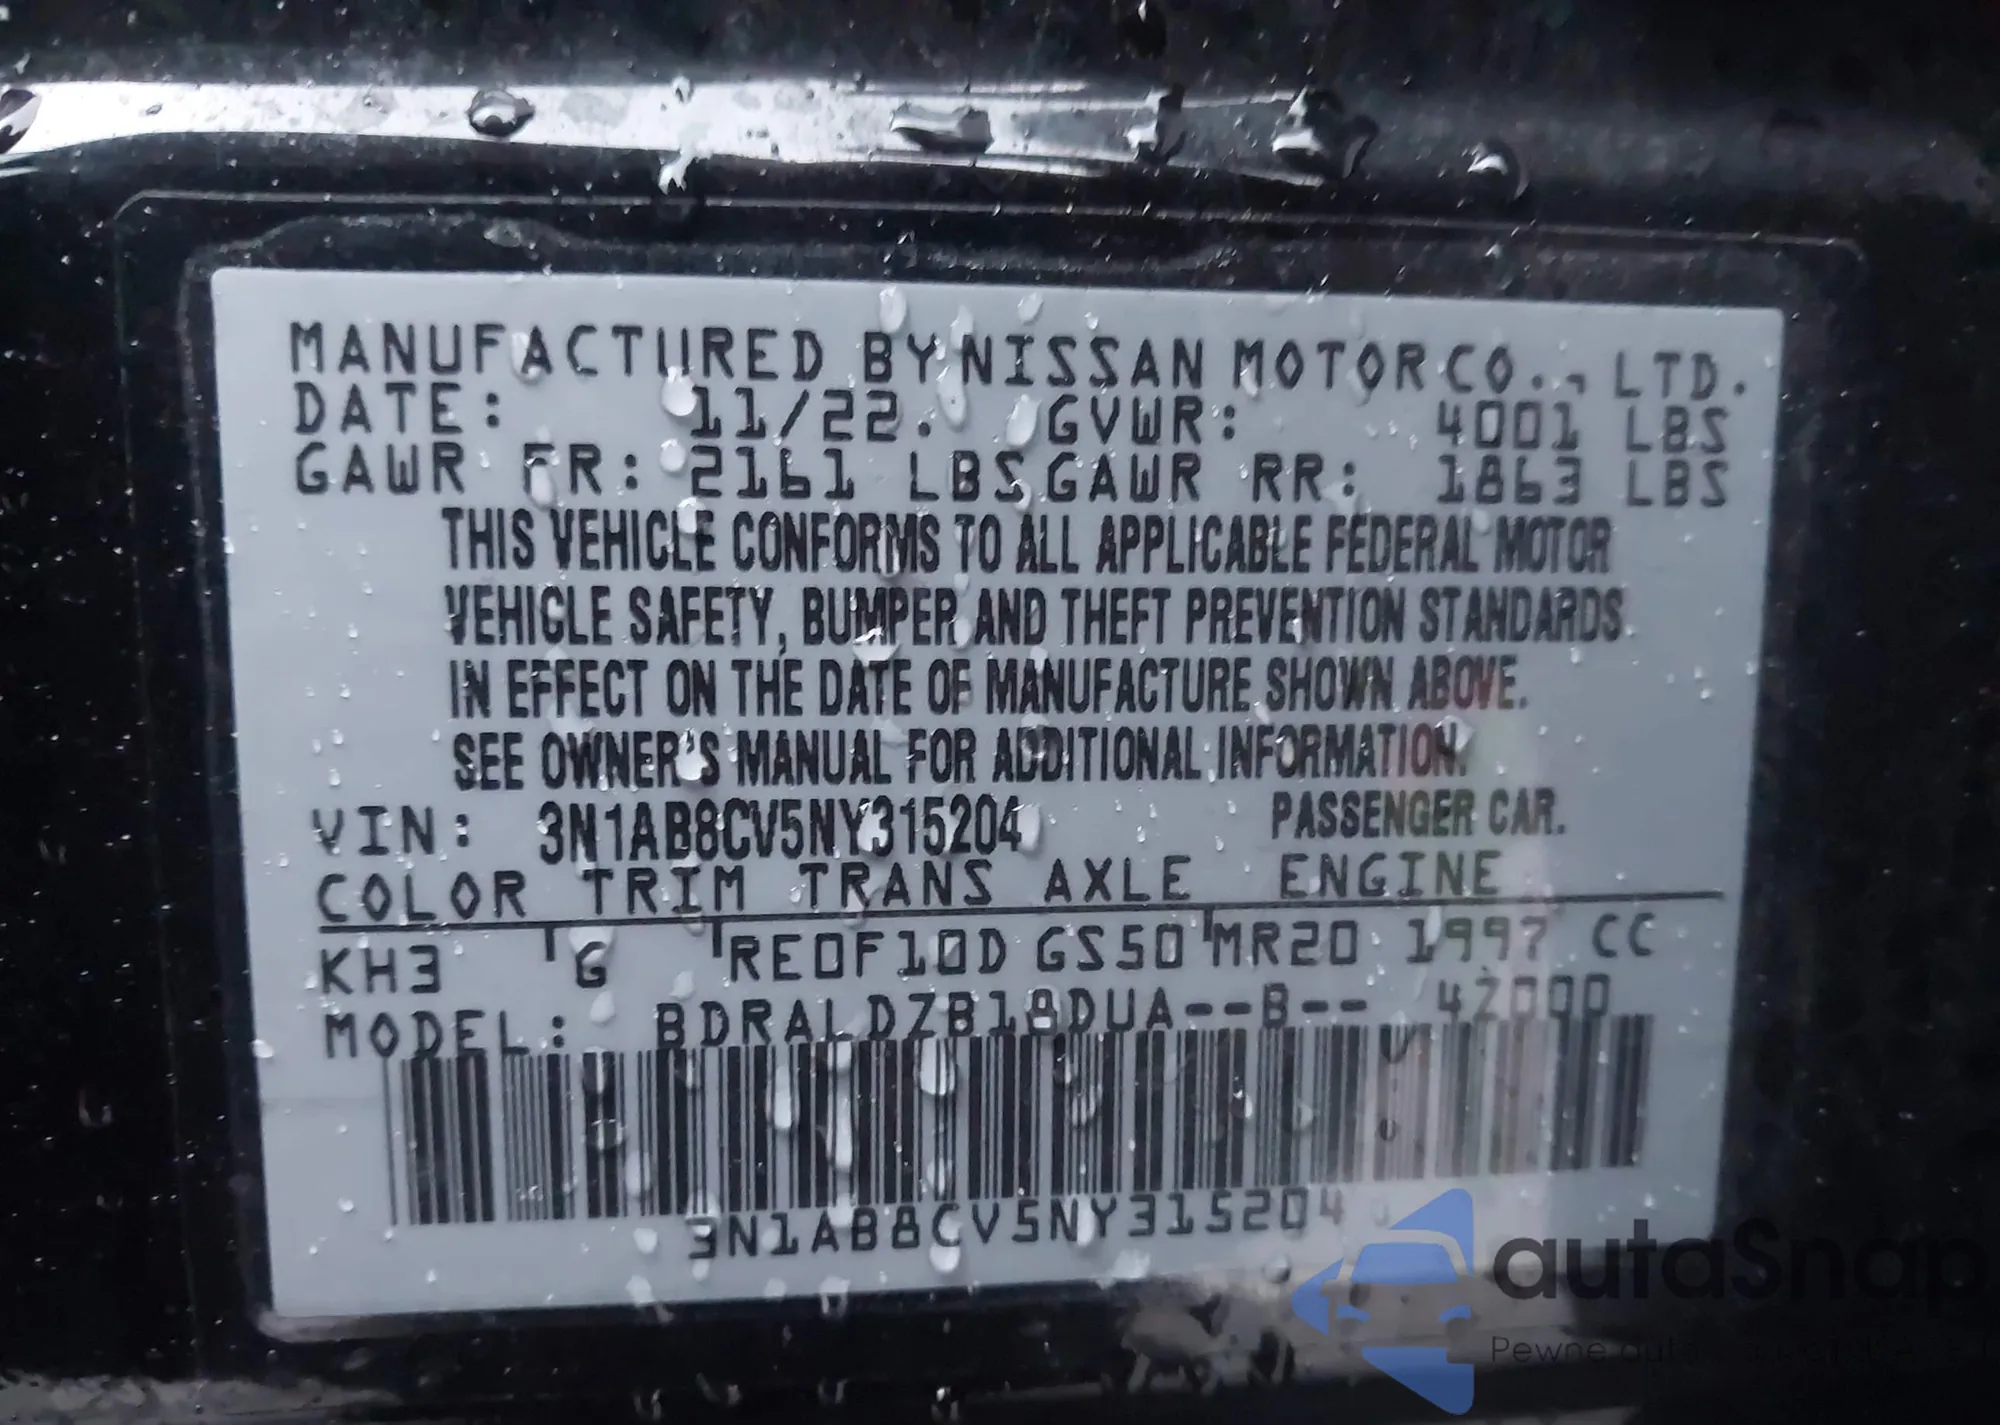 MANUFACTURED BY NISSAN MOTOR CO., LTD.
DATE: 11/22. GVWR: 4001 LBS
GAWR FR: 2161 LBS GAWR RR: 1863 LBS
THIS VEHICLE CONFORMS TO ALL APPLICABLE FEDERAL MOTOR
VEHICLE SAFETY, BUMPER AND THEFT PREVENTION STANDARDS
IN EFFECT ON THE DATE OF MANUFACTURE SHOWN ABOVE.
SEE OWNER'S MANUAL FOR ADDITIONAL INFORMATION.
VIN: 3N1AB8CV5NY315204 PASSENGER CAR.
COLOR TRIM TRANS AXLE ENGINE
KH3 G RE0F10D GS50 MR20 1997 CC
MODEL: BDRALDZB18DUA--B-- 42000
3N1AB8CV5NY315204
autaSnap
Pewne auta